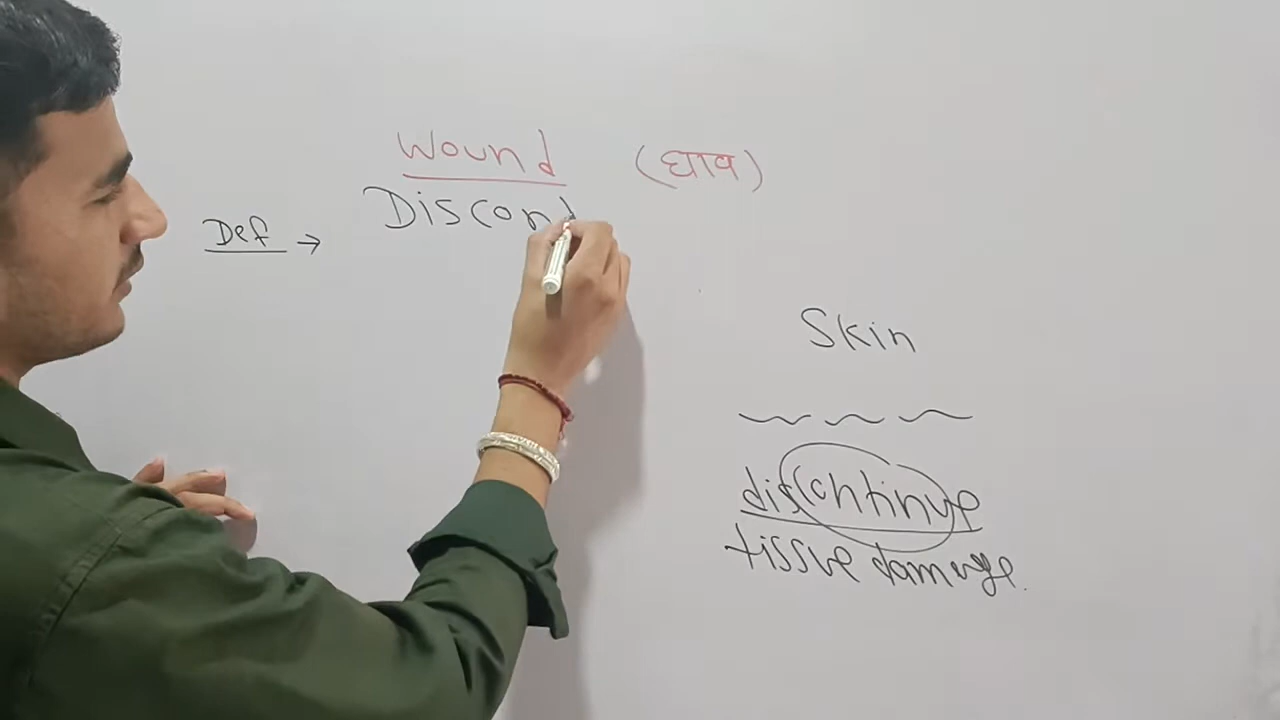 Wound (घाव)
Def → Discont
Skin
discontinue
tissue damage.